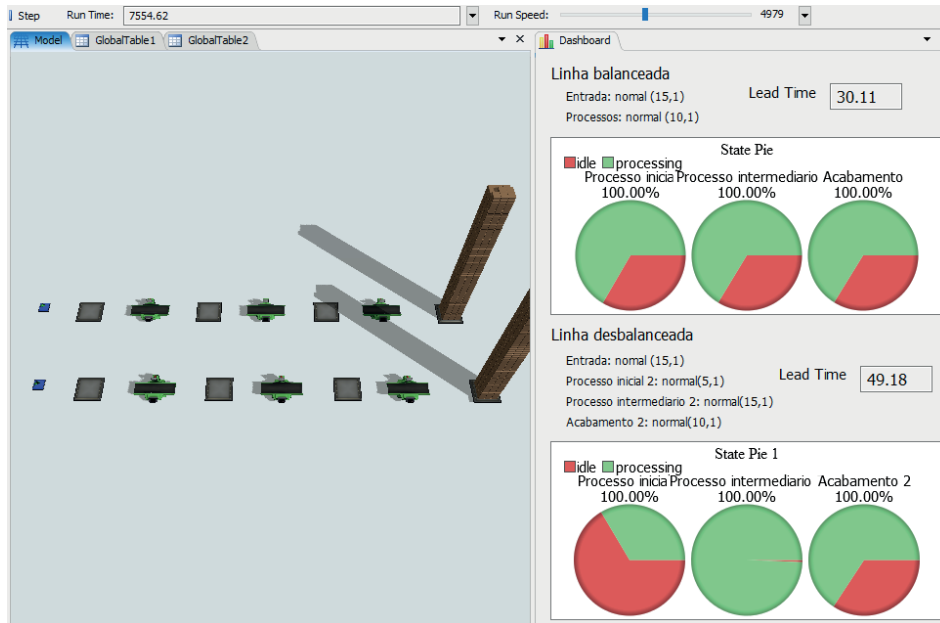 Step Run Time: 7554.62 Run Speed: 4979
Model GlobalTable1 GlobalTable2
Dashboard
Linha balanceada
Entrada: nomal (15,1)
Processos: normal (10,1)
Lead Time 30.11
State Pie
idle processing
Processo inicia Processo intermediario Acabamento
100.00% 100.00% 100.00%
Linha desbalanceada
Entrada: nomal (15,1)
Processo inicial 2: normal(5,1)
Processo intermediario 2: normal(15,1)
Acabamento 2: normal(10,1)
Lead Time 49.18
State Pie 1
idle processing
Processo inicia Processo intermediario Acabamento 2
100.00% 100.00% 100.00%